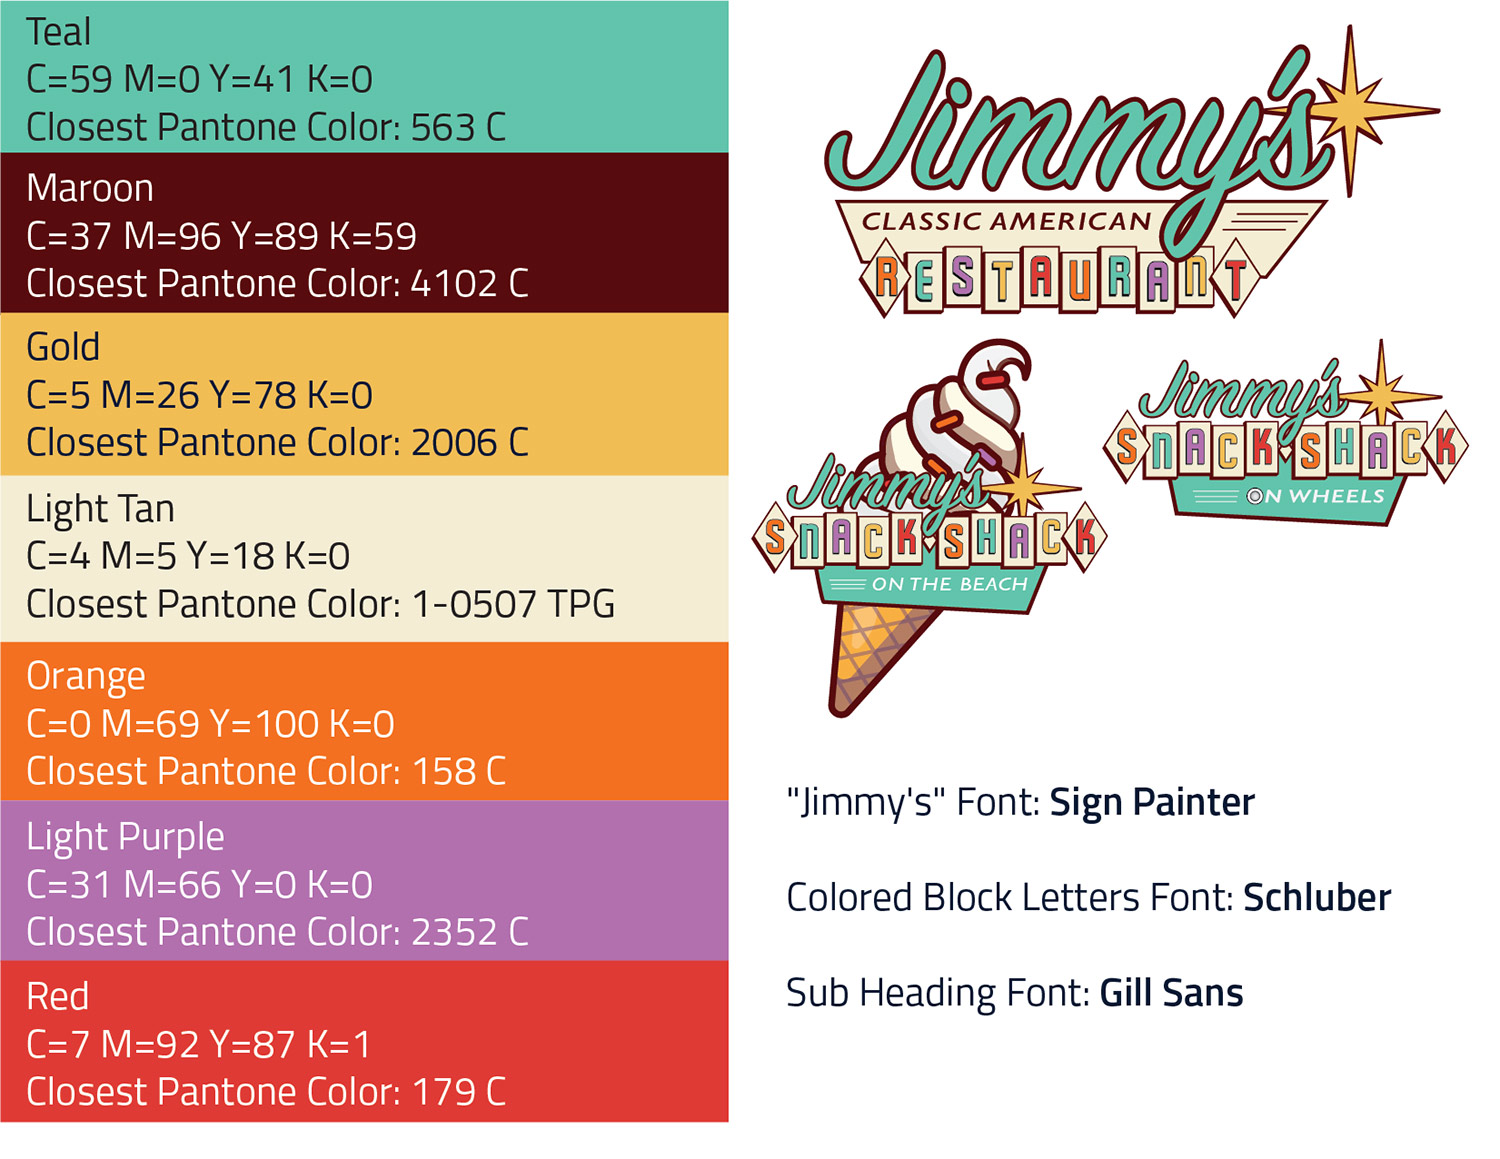 Teal
C=59 M=0 Y=41 K=0
Closest Pantone Color: 563 C
Maroon
C=37 M=96 Y=89 K=59
Closest Pantone Color: 4102 C
Gold
C=5 M=26 Y=78 K=0
Closest Pantone Color: 2006 C
Light Tan
C=4 M=5 Y=18 K=0
Closest Pantone Color: 1-0507 TPG
Orange
C=0 M=69 Y=100 K=0
Closest Pantone Color: 158 C
Light Purple
C=31 M=66 Y=0 K=0
Closest Pantone Color: 2352 C
Red
C=7 M=92 Y=87 K=1
Closest Pantone Color: 179 C
Jimmy's
CLASSIC AMERICAN
RESTAURANT
Jimmy's
SNACK SHACK
ON THE BEACH
Jimmy's
SNACK SHACK
ON WHEELS
"Jimmy's" Font: Sign Painter
Colored Block Letters Font: Schluber
Sub Heading Font: Gill Sans